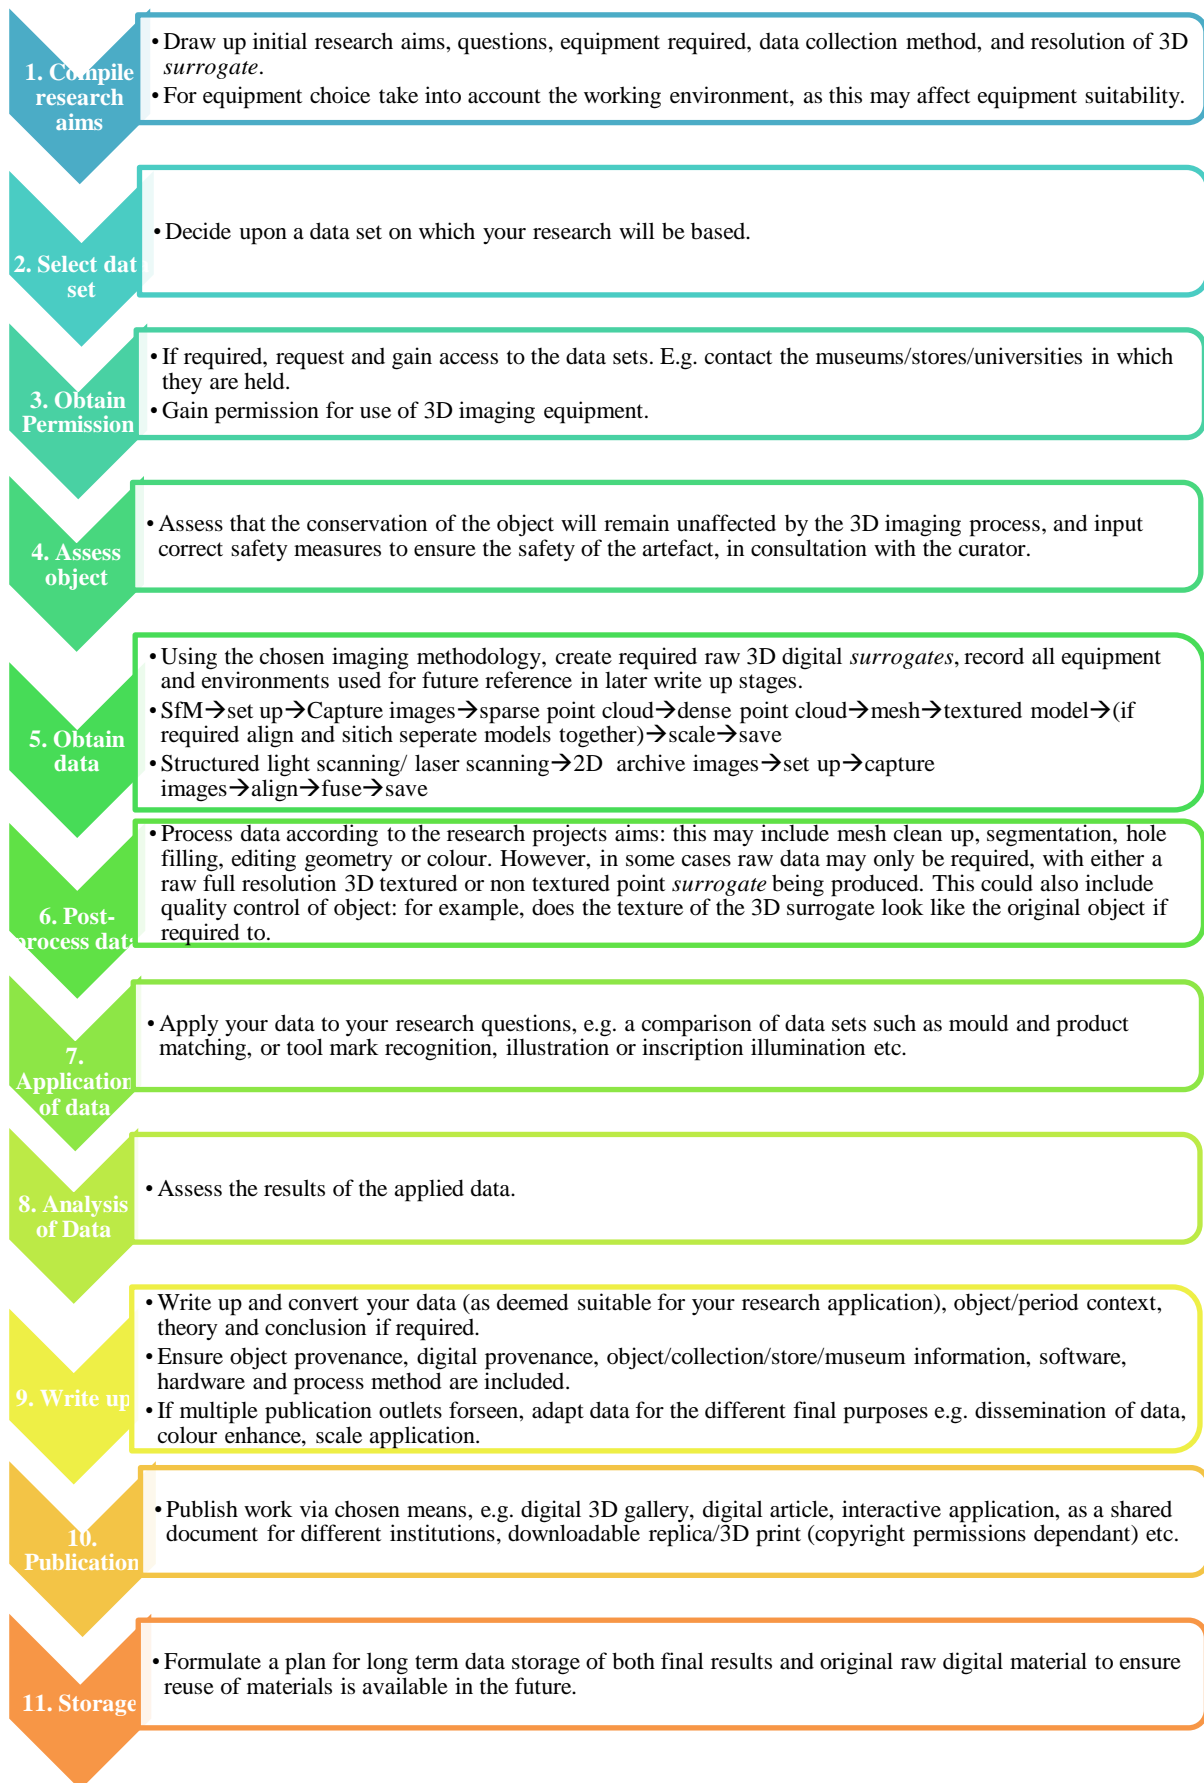 1. Compile
research
aims
• Draw up initial research aims, questions, equipment required, data collection method, and resolution of 3D
surrogate.
• For equipment choice take into account the working environment, as this may affect equipment suitability.
2. Select data
set
• Decide upon a data set on which your research will be based.
3. Obtain
Permission
• If required, request and gain access to the data sets. E.g. contact the museums/stores/universities in which
they are held.
• Gain permission for use of 3D imaging equipment.
4. Assess
object
• Assess that the conservation of the object will remain unaffected by the 3D imaging process, and input
correct safety measures to ensure the safety of the artefact, in consultation with the curator.
5. Obtain
data
• Using the chosen imaging methodology, create required raw 3D digital surrogates, record all equipment
and environments used for future reference in later write up stages.
• SfM→set up→Capture images→sparse point cloud→dense point cloud→mesh→textured model→(if
required align and sitich seperate models together)→scale→save
• Structured light scanning/ laser scanning→2D archive images→set up→capture
images→align→fuse→save
6. Post-
process data
• Process data according to the research projects aims: this may include mesh clean up, segmentation, hole
filling, editing geometry or colour. However, in some cases raw data may only be required, with either a
raw full resolution 3D textured or non textured point surrogate being produced. This could also include
quality control of object: for example, does the texture of the 3D surrogate look like the original object if
required to.
7.
Application
of data
• Apply your data to your research questions, e.g. a comparison of data sets such as mould and product
matching, or tool mark recognition, illustration or inscription illumination etc.
8. Analysis
of Data
• Assess the results of the applied data.
9. Write up
• Write up and convert your data (as deemed suitable for your research application), object/period context,
theory and conclusion if required.
• Ensure object provenance, digital provenance, object/collection/store/museum information, software,
hardware and process method are included.
• If multiple publication outlets forseen, adapt data for the different final purposes e.g. dissemination of data,
colour enhance, scale application.
10.
Publication
• Publish work via chosen means, e.g. digital 3D gallery, digital article, interactive application, as a shared
document for different institutions, downloadable replica/3D print (copyright permissions dependant) etc.
11. Storage
• Formulate a plan for long term data storage of both final results and original raw digital material to ensure
reuse of materials is available in the future.